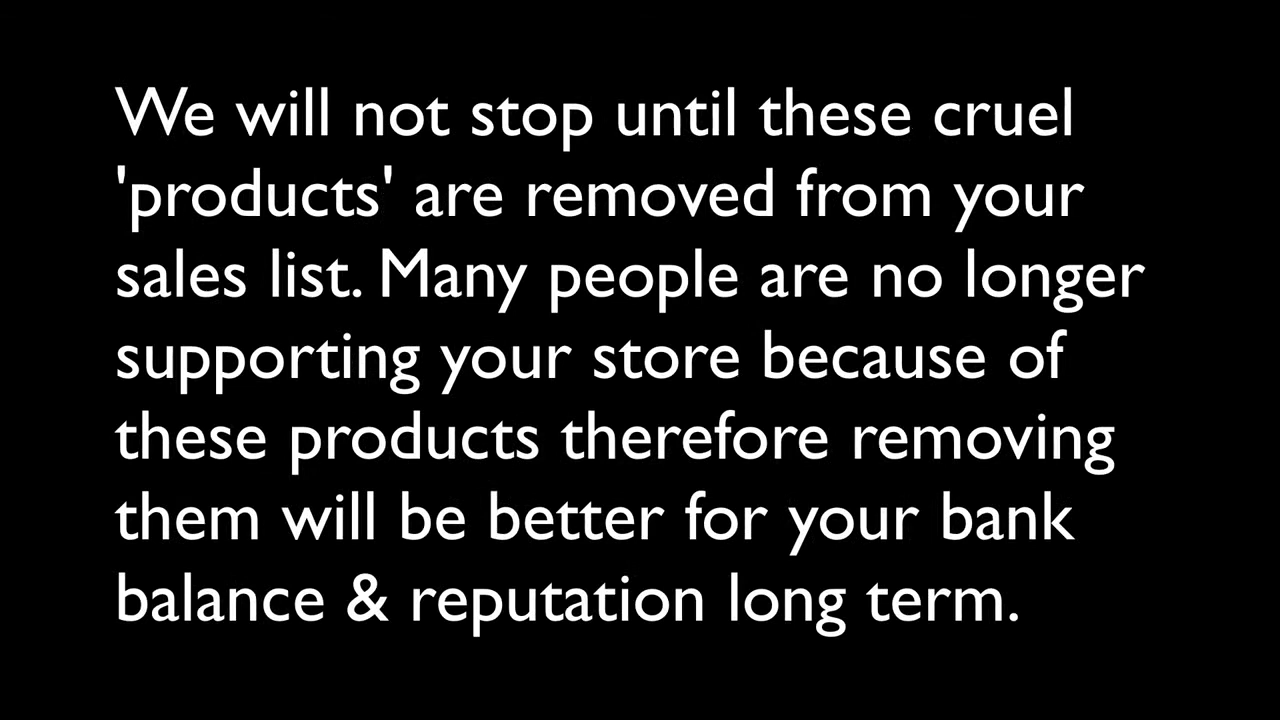 We will not stop until these cruel
'products' are removed from your
sales list. Many people are no longer
supporting your store because of
these products therefore removing
them will be better for your bank
balance & reputation long term.